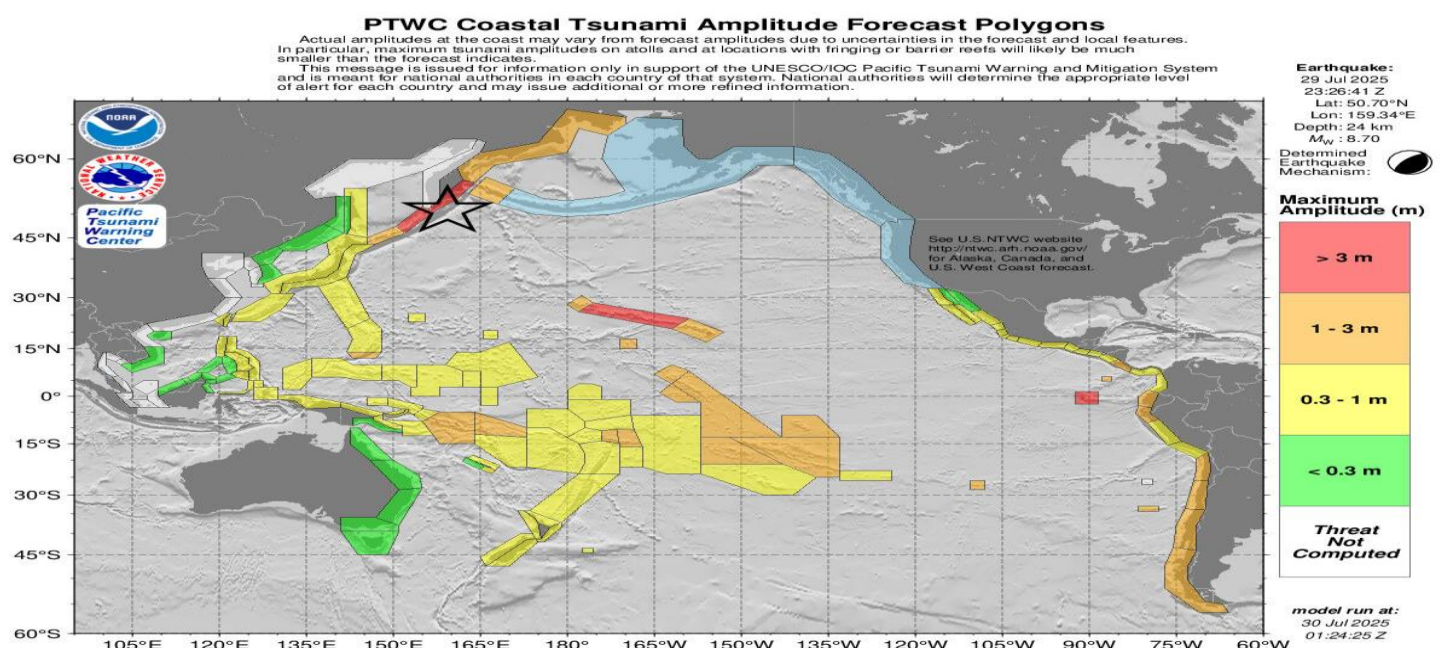 PTWC Coastal Tsunami Amplitude Forecast Polygons
Actual amplitudes at the coast may vary from forecast amplitudes due to uncertainties in the forecast and local features.
In particular, maximum tsunami amplitudes on atolls and at locations with fringing or barrier reefs will likely be much
smaller than the forecast indicates.
This message is issued for information only in support of the UNESCO/IOC Pacific Tsunami Warning and Mitigation System
and is meant for national authorities in each country of that system. National authorities will determine the appropriate level
of alert for each country and may issue additional or more refined information.
Earthquake:
29 Jul 2025
23:26:41 Z
Lat: 50.70°N
Lon: 159.34°E
Depth: 24 km
Mw : 8.70
Determined
Earthquake
Mechanism:
Maximum
Amplitude (m)
> 3 m
1 - 3 m
0.3 - 1 m
< 0.3 m
Threat
Not
Computed
model run at:
30 Jul 2025
01:24:25 Z
NOAA
NATIONAL WEATHER SERVICE
Pacific
Tsunami
Warning
Center
See U.S.NTWC website
http://ntwc.arh.noaa.gov/
for Alaska, Canada, and
U.S. West Coast forecast.
60°N
45°N
30°N
15°N
0°
15°S
30°S
45°S
60°S
105°E 120°E 135°E 150°E 165°E 180° 165°W 150°W 135°W 120°W 105°W 90°W 75°W 60°W